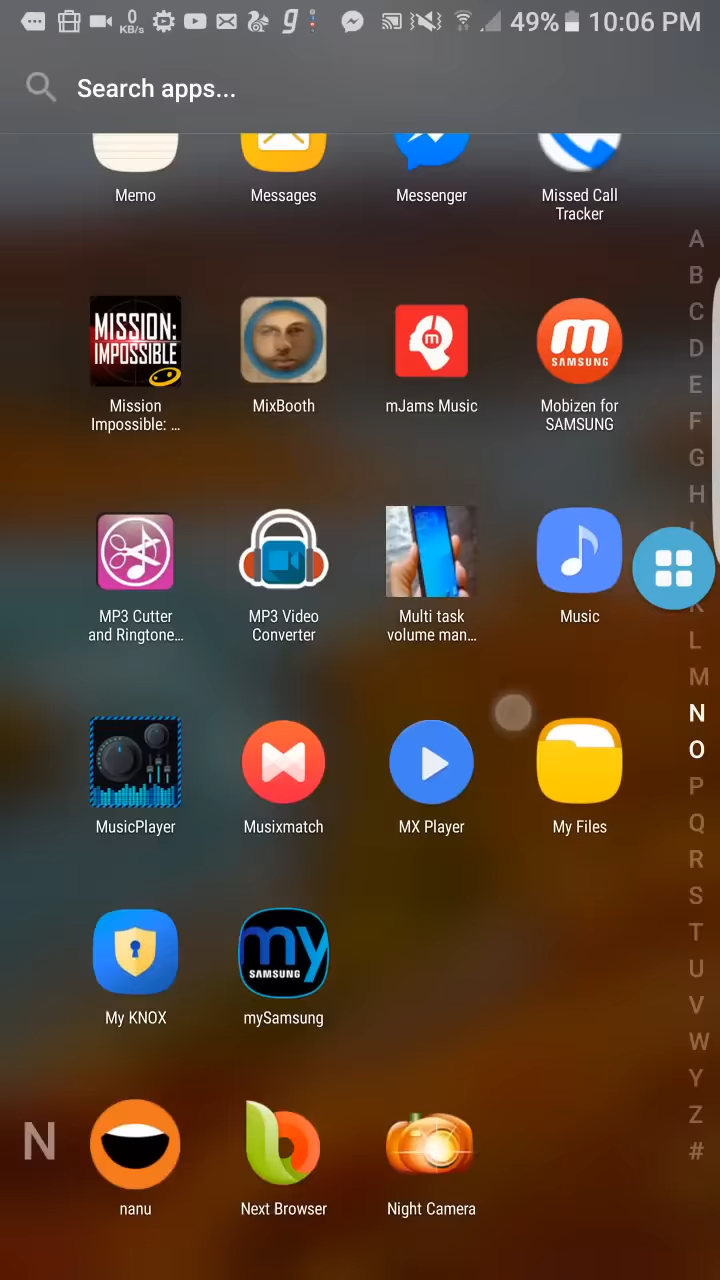 0
KB/s
g
49%
10:06 PM
Search apps...
Memo
Messages
Messenger
Missed Call
Tracker
A
B
C
D
E
F
G
H
MISSION:
IMPOSSIBLE
m
m
SAMSUNG
Mission
Impossible: ...
MixBooth
mJams Music
Mobizen for
SAMSUNG
MP3 Cutter
and Ringtone...
MP3 Video
Converter
Multi task
volume man...
Music
L
M
N
O
P
Q
R
S
T
U
V
W
Y
Z
#
MusicPlayer
Musixmatch
MX Player
My Files
my
SAMSUNG
My KNOX
mySamsung
N
nanu
Next Browser
Night Camera